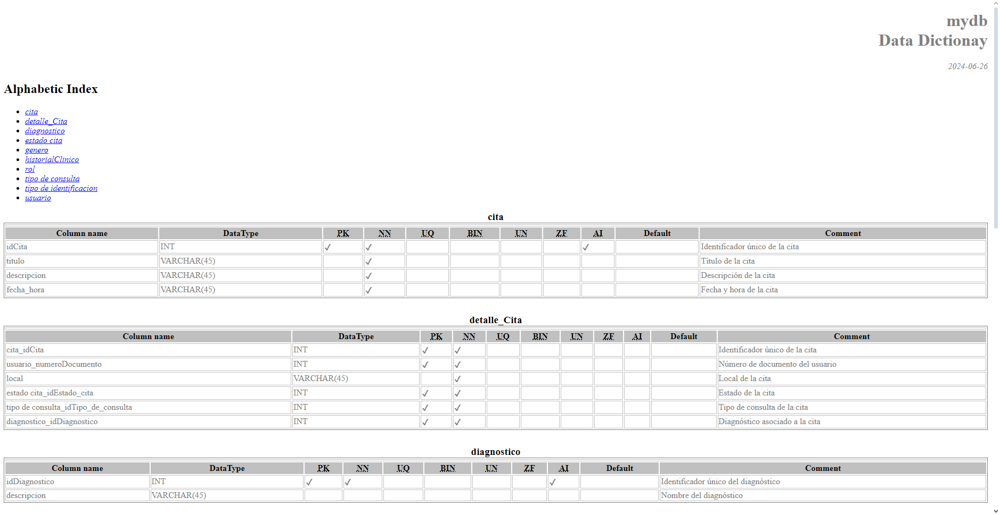 mydb
Data Dictionay
2024-06-26
Alphabetic Index
cita
detalle_Cita
diagnostico
estado cita
genero
historialClinico
rol
tipo de consulta
tipo de identificacion
usuario
cita
Column name DataType PK NN UQ BIN UN ZF AI Default Comment
idCita INT ✓ ✓ ✓ Identificador único de la cita
titulo VARCHAR(45) ✓ Título de la cita
descripcion VARCHAR(45) ✓ Descripción de la cita
fecha_hora VARCHAR(45) ✓ Fecha y hora de la cita
detalle_Cita
Column name DataType PK NN UQ BIN UN ZF AI Default Comment
cita_idCita INT ✓ ✓ Identificador único de la cita
usuario_numeroDocumento INT ✓ ✓ Número de documento del usuario
local VARCHAR(45) ✓ Local de la cita
estado cita_idEstado_cita INT ✓ ✓ Estado de la cita
tipo de consulta_idTipo_de_consulta INT ✓ ✓ Tipo de consulta de la cita
diagnostico_idDiagnostico INT ✓ ✓ Diagnóstico asociado a la cita
diagnostico
Column name DataType PK NN UQ BIN UN ZF AI Default Comment
idDiagnostico INT ✓ ✓ ✓ Identificador único del diagnóstico
descripcion VARCHAR(45) Nombre del diagnóstico